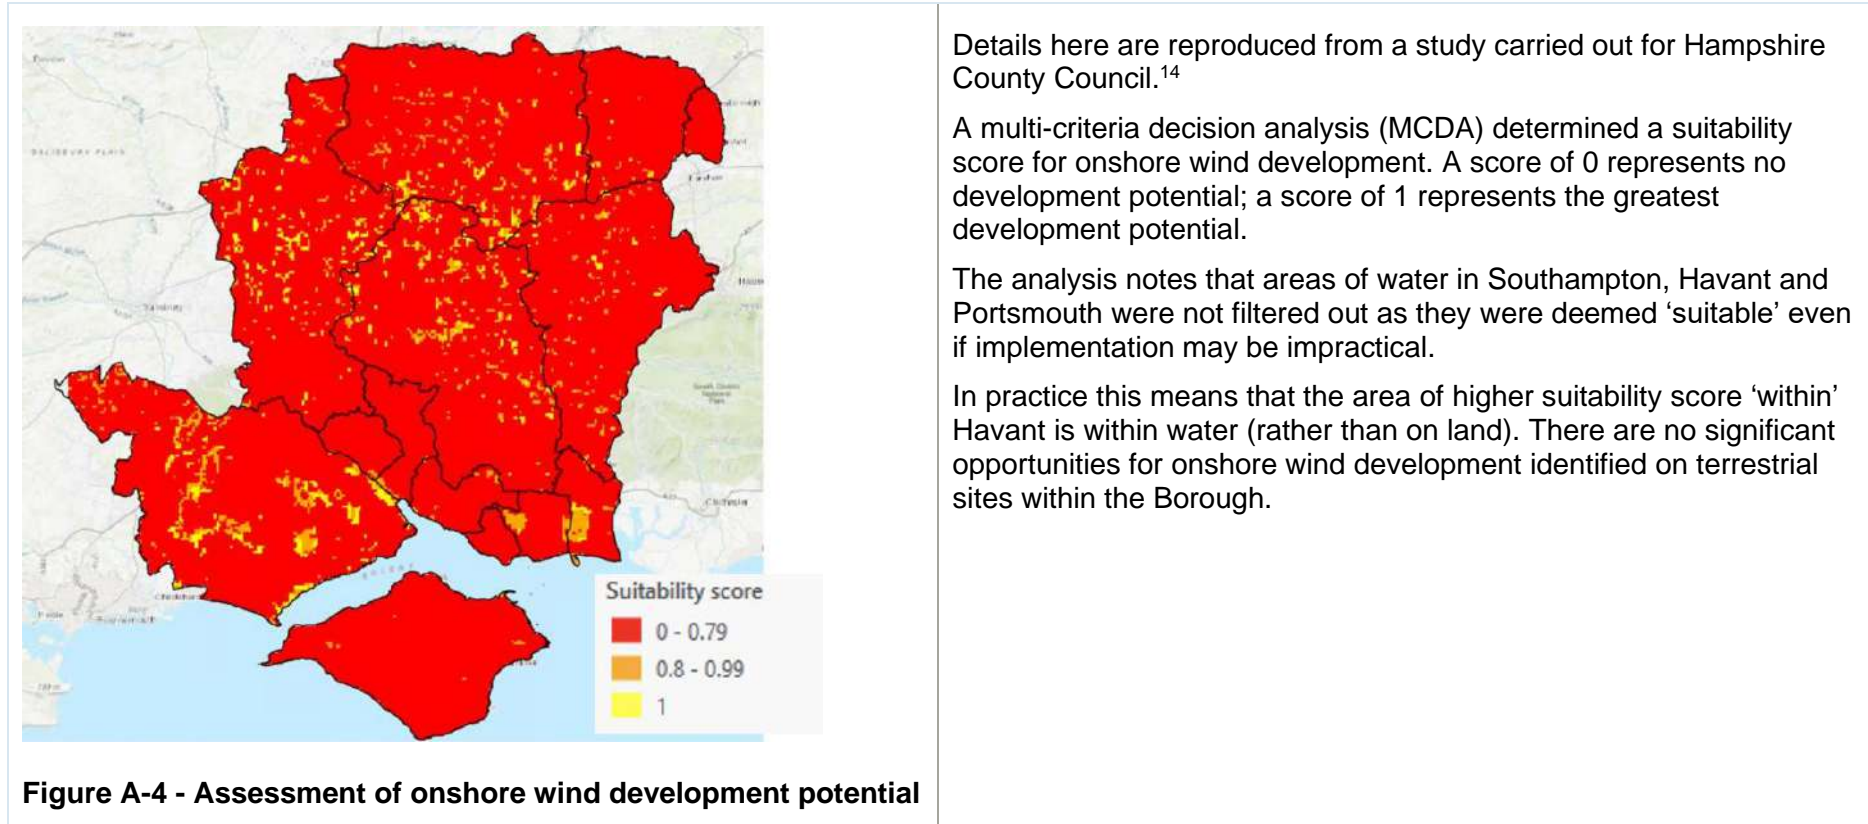 SALISBURY PLAIN
Salisbury
SOLENT
Chichester
Suitability score
0 - 0.79
0.8 - 0.99
1
Figure A-4 - Assessment of onshore wind development potential
Details here are reproduced from a study carried out for Hampshire
County Council.14
A multi-criteria decision analysis (MCDA) determined a suitability
score for onshore wind development. A score of 0 represents no
development potential; a score of 1 represents the greatest
development potential.
The analysis notes that areas of water in Southampton, Havant and
Portsmouth were not filtered out as they were deemed ‘suitable’ even
if implementation may be impractical.
In practice this means that the area of higher suitability score ‘within’
Havant is within water (rather than on land). There are no significant
opportunities for onshore wind development identified on terrestrial
sites within the Borough.